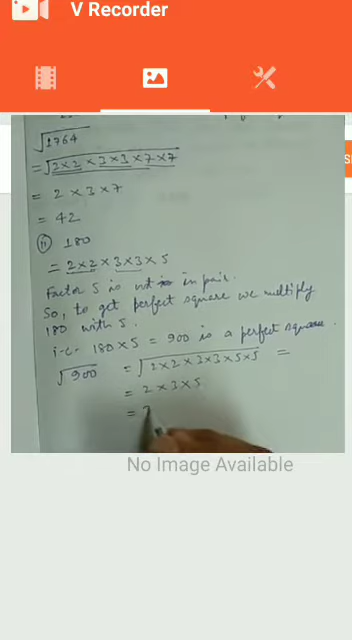 V Recorder
√1764
= √2×2×3×3×7×7
= 2×3×7
= 42
(ii) 180
= 2×2×3×3×5
Factor 5 is not in pair.
So, to get perfect square we multiply
180 with 5.
i.e. 180×5 = 900 is a perfect square.
√900 = √2×2×3×3×5×5 =
= 2×3×5
=
No Image Available